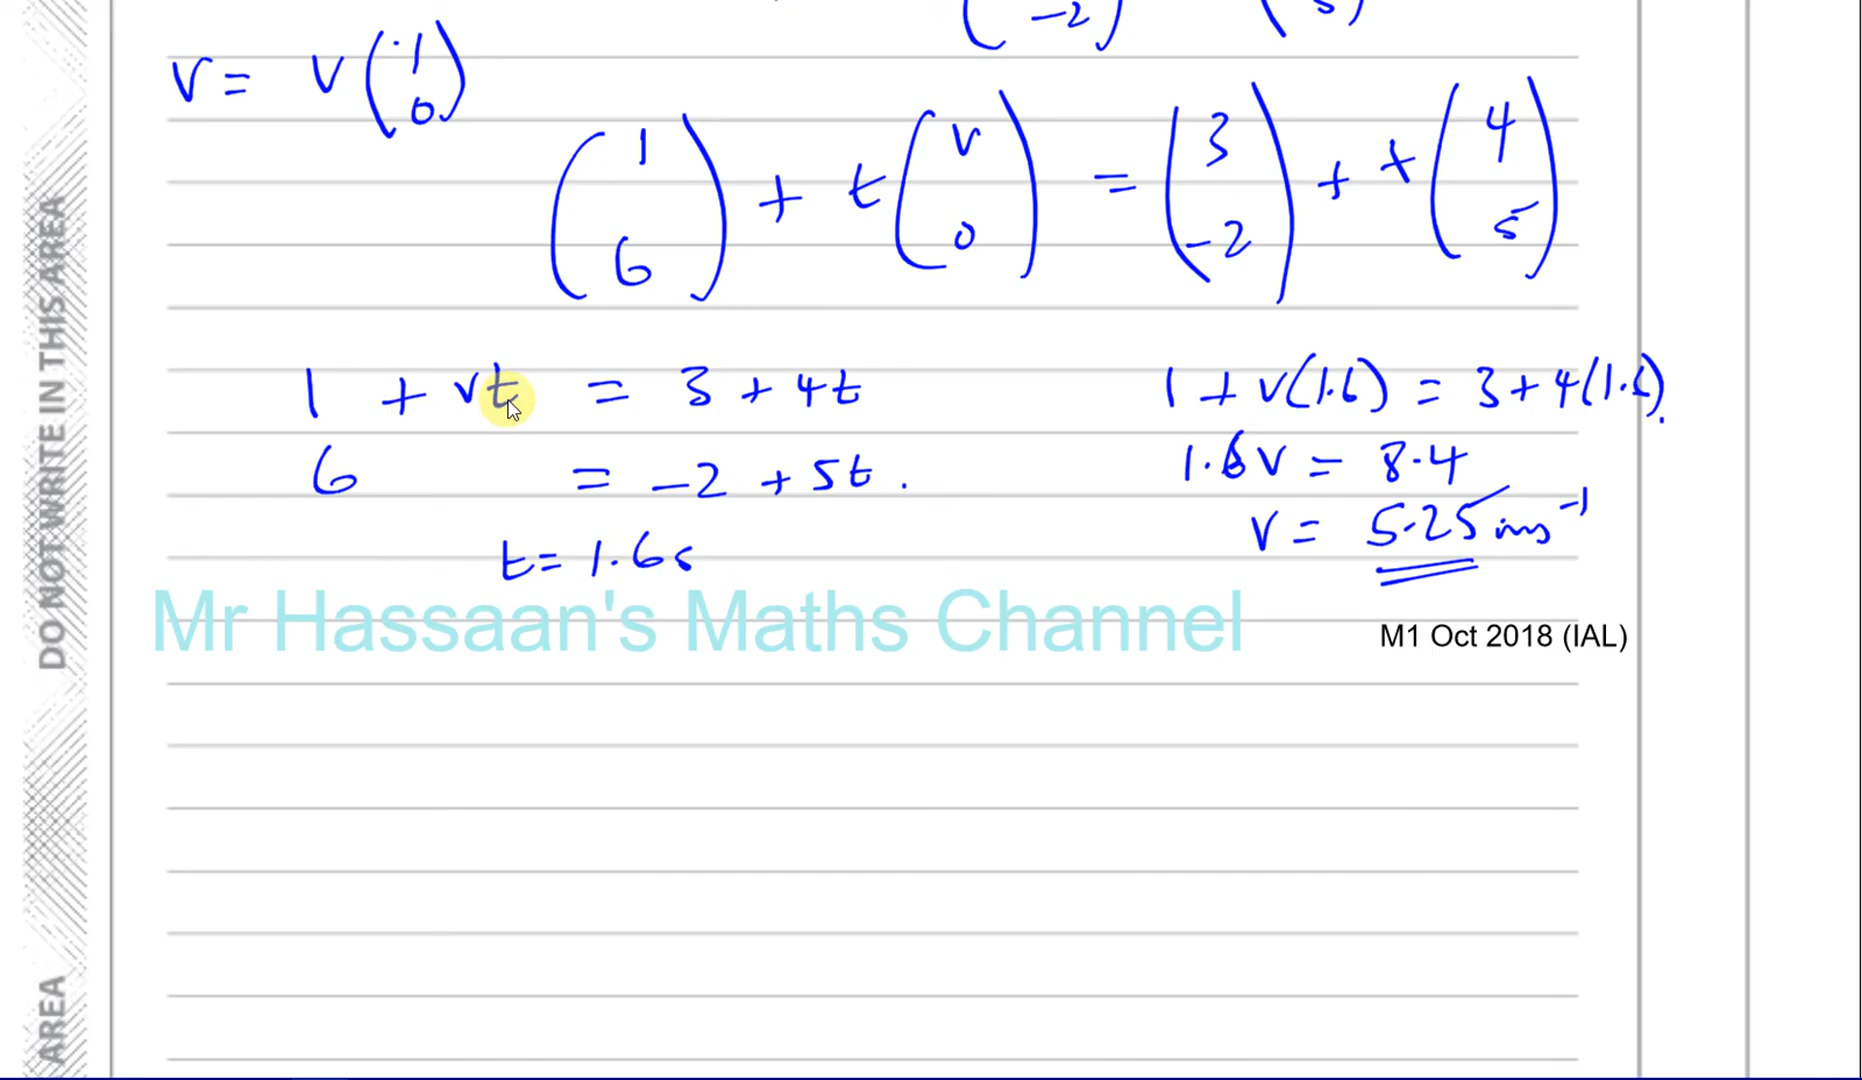 -2 5
v = v(1 0)
(1 6) + t(v 0) = (3 -2) + t(4 5)
1 + vt = 3 + 4t
6 = -2 + 5t.
t = 1.6s
1 + v(1.6) = 3 + 4(1.6)
1.6v = 8.4
v = 5.25 ms⁻¹
Mr Hassaan's Maths Channel
M1 Oct 2018 (IAL)
DO NOT WRITE IN THIS AREA
AREA